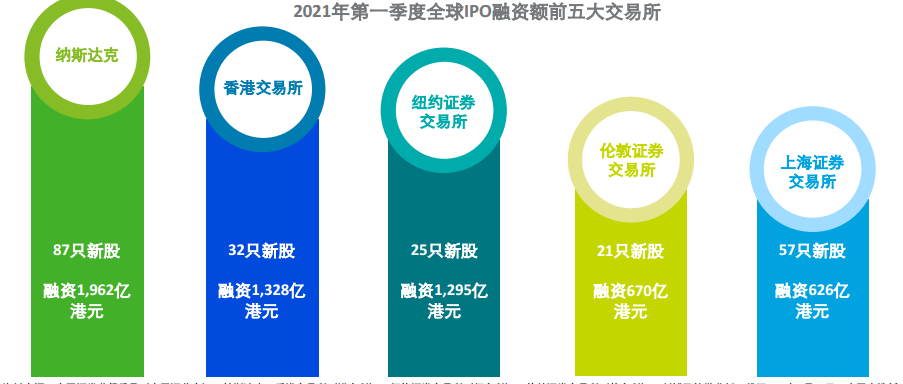 2021年第一季度全球IPO融资额前五大交易所
纳斯达克
87只新股
融资1,962亿
港元
香港交易所
32只新股
融资1,328亿
港元
纽约证券
交易所
25只新股
融资1,295亿
港元
伦敦证券
交易所
21只新股
融资670亿
港元
上海证券
交易所
57只新股
融资626亿
港元